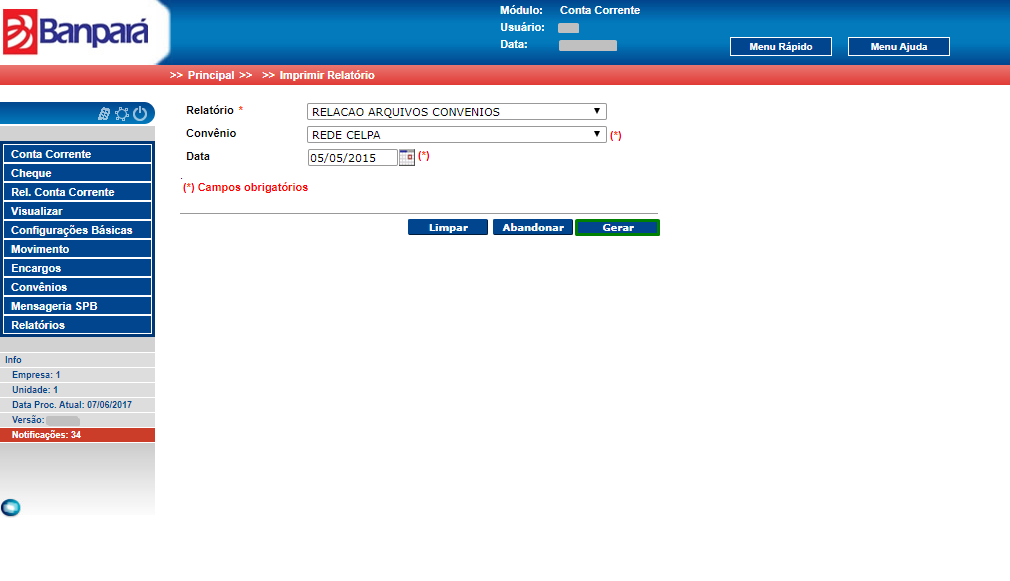 Banpará
Módulo: Conta Corrente
Usuário:
Data:
Menu Rápido
Menu Ajuda
>> Principal >> >> Imprimir Relatório
Relatório * RELACAO ARQUIVOS CONVENIOS
Convênio REDE CELPA (*)
Data 05/05/2015 (*)
(*) Campos obrigatórios
Limpar Abandonar Gerar
Conta Corrente
Cheque
Rel. Conta Corrente
Visualizar
Configurações Básicas
Movimento
Encargos
Convênios
Mensageria SPB
Relatórios
Info
Empresa: 1
Unidade: 1
Data Proc. Atual: 07/06/2017
Versão:
Notificações: 34